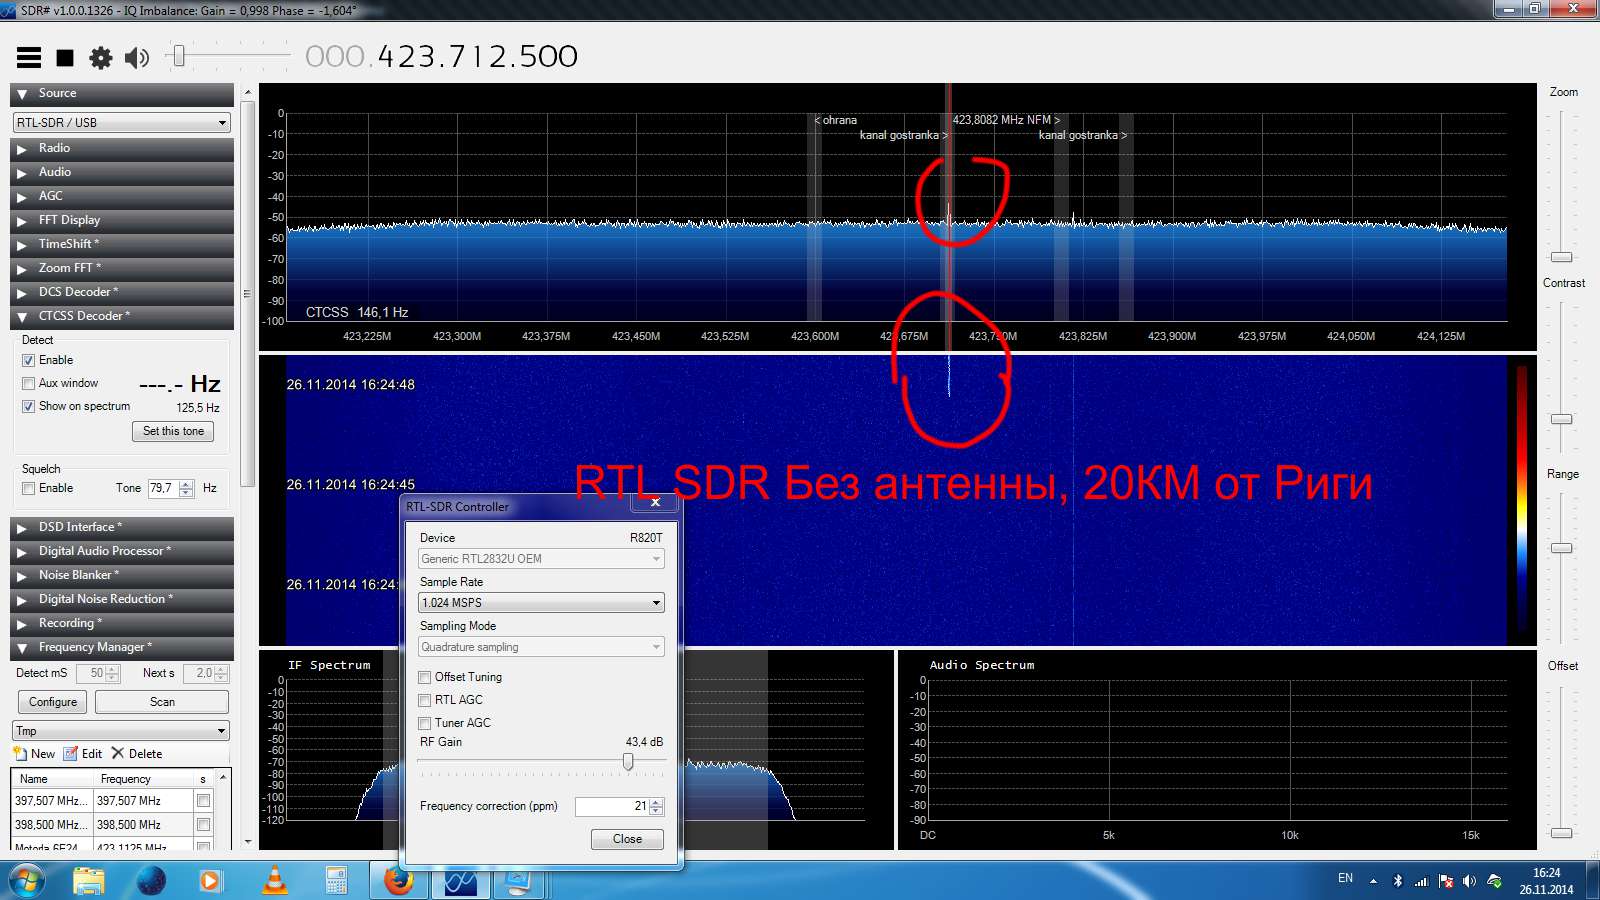 SDR# v1.0.0.1326 - IQ Imbalance: Gain = 0,998 Phase = -1,604°
000.423.712.500
Source
RTL-SDR / USB
Radio
Audio
AGC
FFT Display
TimeShift *
Zoom FFT *
DCS Decoder *
CTCSS Decoder *
Detect
Enable
Aux window
---.- Hz
Show on spectrum
125,5 Hz
Set this tone
Squelch
Enable
Tone
79,7
Hz
DSD Interface *
Digital Audio Processor *
Noise Blanker *
Digital Noise Reduction *
Recording *
Frequency Manager *
Detect mS
50
Next s
2,0
Configure
Scan
Tmp
New
Edit
Delete
Name
Frequency
s
397,507 MHz...
397,507 MHz
398,500 MHz...
398,500 MHz
423,1125 MHz
0
-10
-20
-30
-40
-50
-60
-70
-80
-90
-100
< ohrana
423,8082 MHz NFM >
kanal gostranka >
kanal gostranka >
CTCSS 146,1 Hz
423,225M
423,300M
423,375M
423,450M
423,525M
423,600M
423,675M
423,750M
423,825M
423,900M
423,975M
424,050M
424,125M
26.11.2014 16:24:48
26.11.2014 16:24:45
26.11.2014 16:24:
RTL SDR Без антенны, 20КМ от Риги
RTL-SDR Controller
Device
R820T
Generic RTL2832U OEM
Sample Rate
1.024 MSPS
Sampling Mode
Quadrature sampling
Offset Tuning
RTL AGC
Tuner AGC
RF Gain
43,4 dB
Frequency correction (ppm)
21
Close
IF Spectrum
0
-10
-20
-30
-40
-50
-60
-70
-80
-90
-100
-110
-120
Audio Spectrum
0
-10
-20
-30
-40
-50
-60
-70
-80
-90
DC
5k
10k
15k
Zoom
Contrast
Range
Offset
EN
16:24
26.11.2014